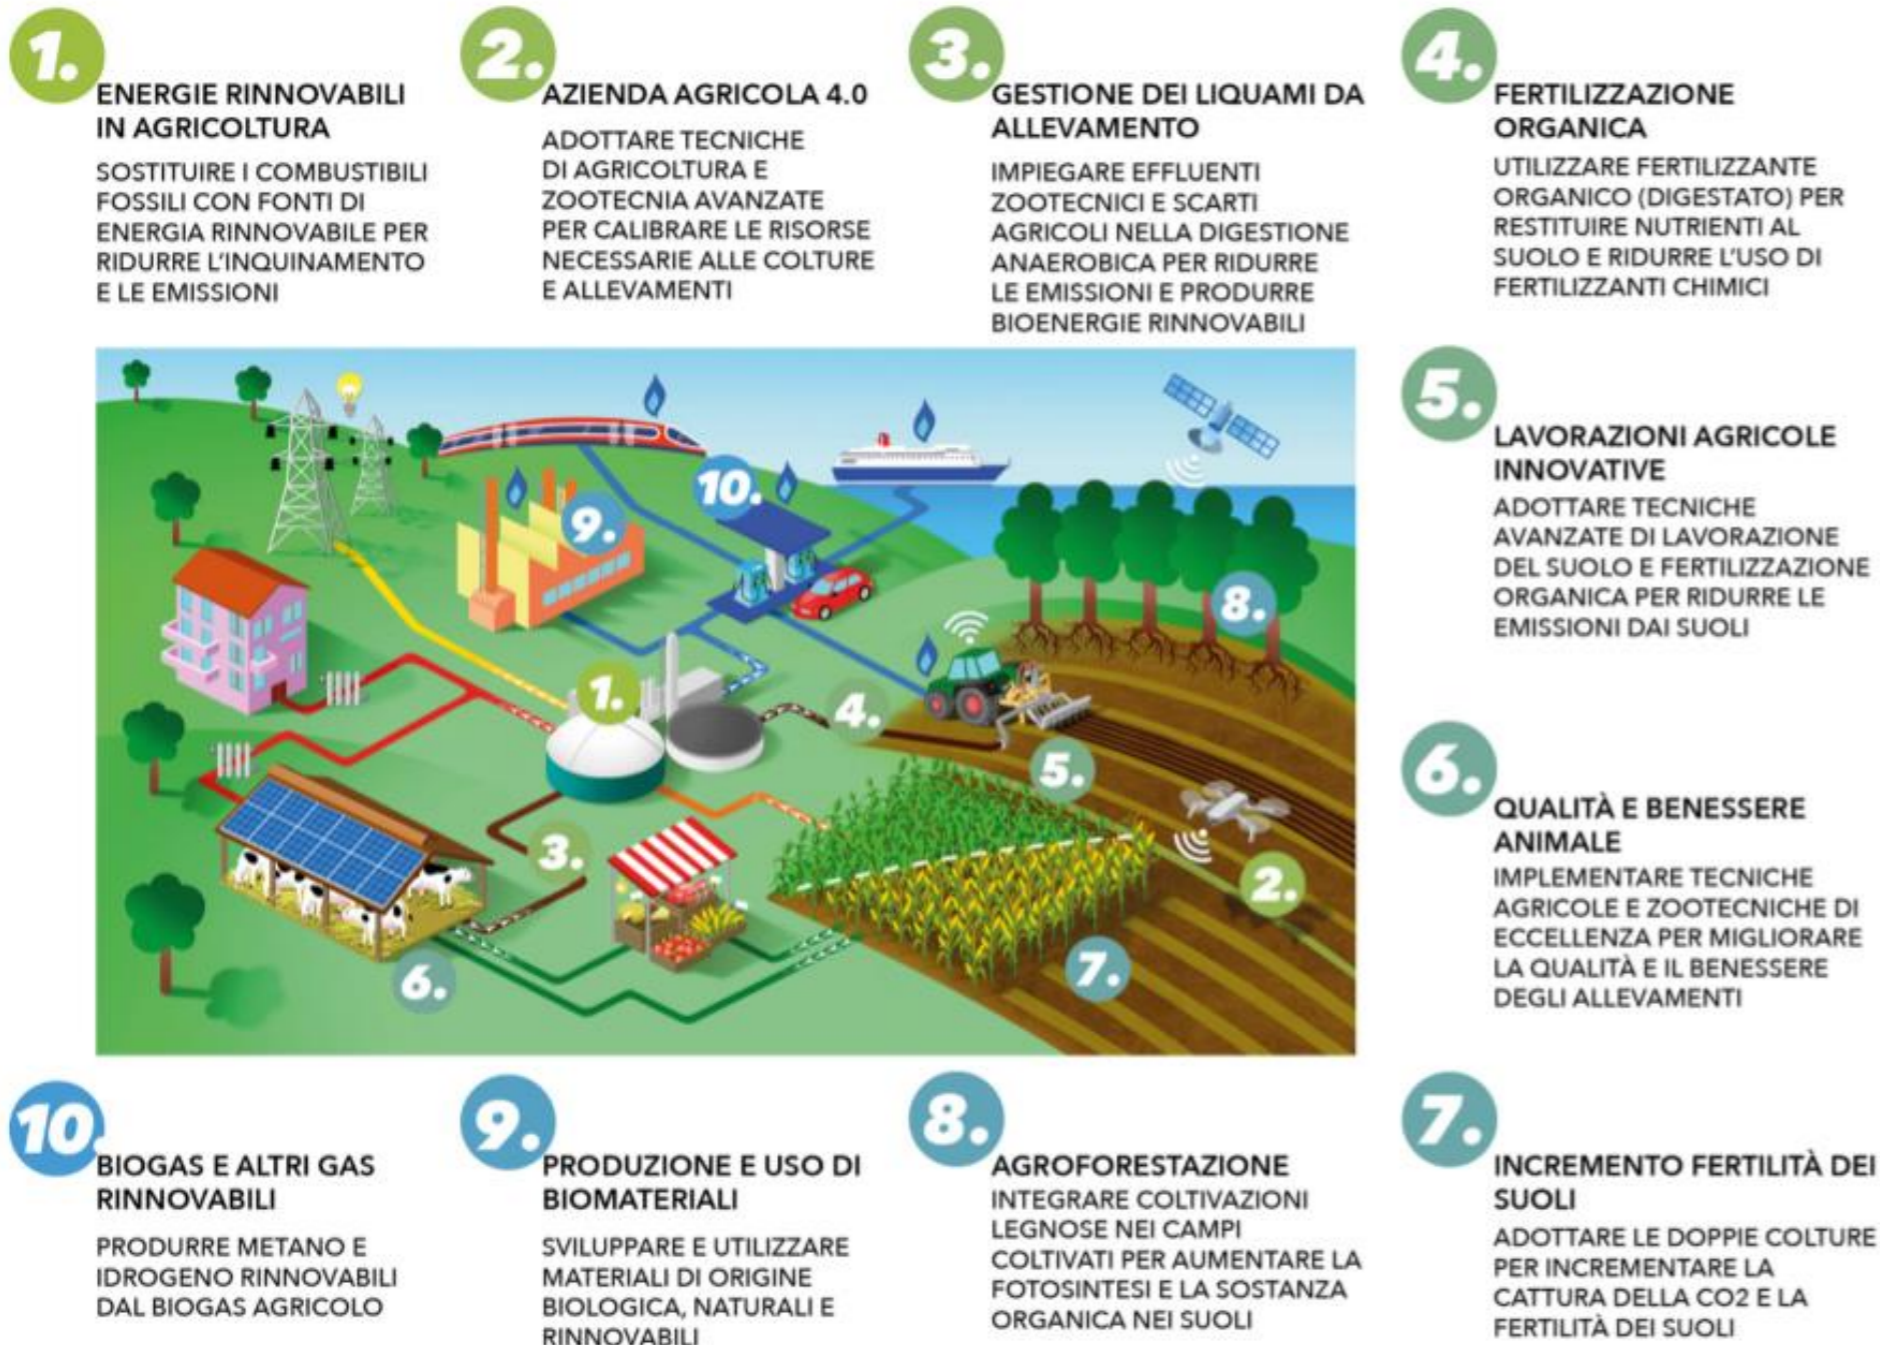 1.
ENERGIE RINNOVABILI
IN AGRICOLTURA
SOSTITUIRE I COMBUSTIBILI
FOSSILI CON FONTI DI
ENERGIA RINNOVABILE PER
RIDURRE L'INQUINAMENTO
E LE EMISSIONI
2.
AZIENDA AGRICOLA 4.0
ADOTTARE TECNICHE
DI AGRICOLTURA E
ZOOTECNIA AVANZATE
PER CALIBRARE LE RISORSE
NECESSARIE ALLE COLTURE
E ALLEVAMENTI
3.
GESTIONE DEI LIQUAMI DA
ALLEVAMENTO
IMPIEGARE EFFLUENTI
ZOOTECNICI E SCARTI
AGRICOLI NELLA DIGESTIONE
ANAEROBICA PER RIDURRE
LE EMISSIONI E PRODURRE
BIOENERGIE RINNOVABILI
4.
FERTILIZZAZIONE
ORGANICA
UTILIZZARE FERTILIZZANTE
ORGANICO (DIGESTATO) PER
RESTITUIRE NUTRIENTI AL
SUOLO E RIDURRE L'USO DI
FERTILIZZANTI CHIMICI
10.
9.
8.
1.
4.
5.
3.
2.
6.
7.
5.
LAVORAZIONI AGRICOLE
INNOVATIVE
ADOTTARE TECNICHE
AVANZATE DI LAVORAZIONE
DEL SUOLO E FERTILIZZAZIONE
ORGANICA PER RIDURRE LE
EMISSIONI DAI SUOLI
6.
QUALITÀ E BENESSERE
ANIMALE
IMPLEMENTARE TECNICHE
AGRICOLE E ZOOTECNICHE DI
ECCELLENZA PER MIGLIORARE
LA QUALITÀ E IL BENESSERE
DEGLI ALLEVAMENTI
10.
BIOGAS E ALTRI GAS
RINNOVABILI
PRODURRE METANO E
IDROGENO RINNOVABILI
DAL BIOGAS AGRICOLO
9.
PRODUZIONE E USO DI
BIOMATERIALI
SVILUPPARE E UTILIZZARE
MATERIALI DI ORIGINE
BIOLOGICA, NATURALI E
RINNOVABILI
8.
AGROFORESTAZIONE
INTEGRARE COLTIVAZIONI
LEGNOSE NEI CAMPI
COLTIVATI PER AUMENTARE LA
FOTOSINTESI E LA SOSTANZA
ORGANICA NEI SUOLI
7.
INCREMENTO FERTILITÀ DEI
SUOLI
ADOTTARE LE DOPPIE COLTURE
PER INCREMENTARE LA
CATTURA DELLA CO2 E LA
FERTILITÀ DEI SUOLI